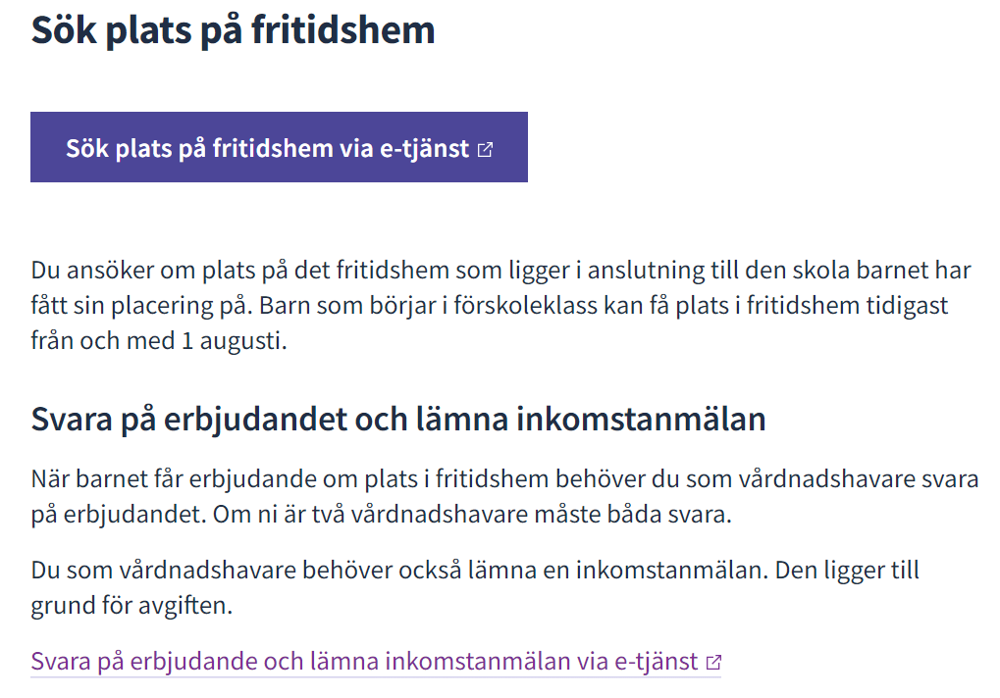 Sök plats på fritidshem
Sök plats på fritidshem via e-tjänst
Du ansöker om plats på det fritidshem som ligger i anslutning till den skola barnet har
fått sin placering på. Barn som börjar i förskoleklass kan få plats i fritidshem tidigast
från och med 1 augusti.
Svara på erbjudandet och lämna inkomstanmälan
När barnet får erbjudande om plats i fritidshem behöver du som vårdnadshavare svara
på erbjudandet. Om ni är två vårdnadshavare måste båda svara.
Du som vårdnadshavare behöver också lämna en inkomstanmälan. Den ligger till
grund för avgiften.
Svara på erbjudande och lämna inkomstanmälan via e-tjänst